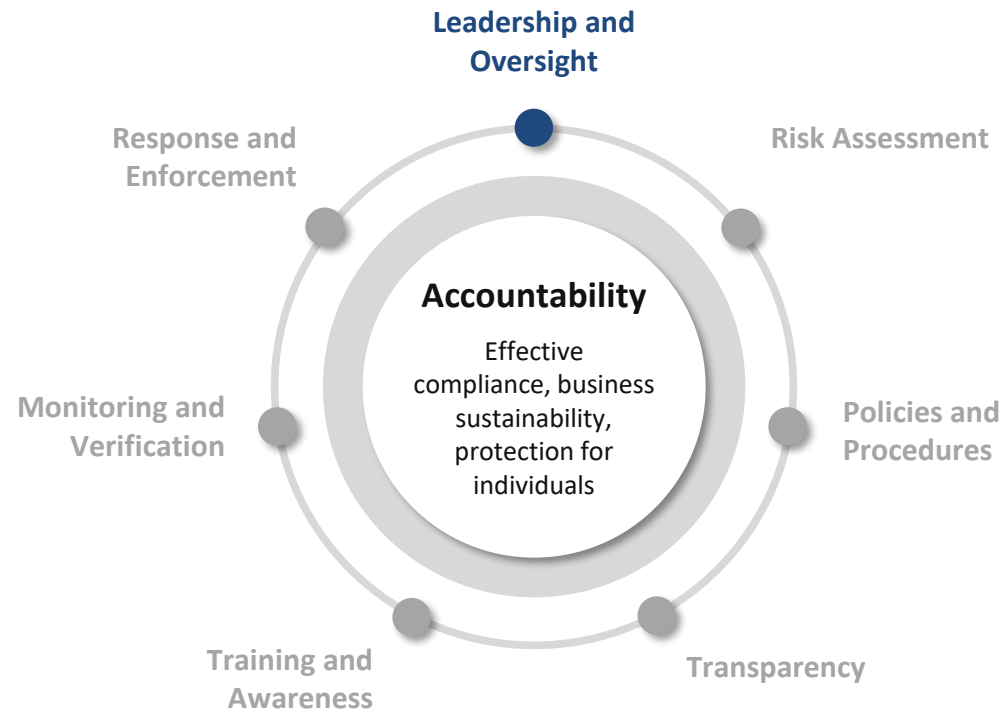 Leadership and
Oversight
Response and
Enforcement
Risk Assessment
Accountability
Effective
compliance, business
sustainability,
protection for
individuals
Monitoring and
Verification
Policies and
Procedures
Training and
Awareness
Transparency